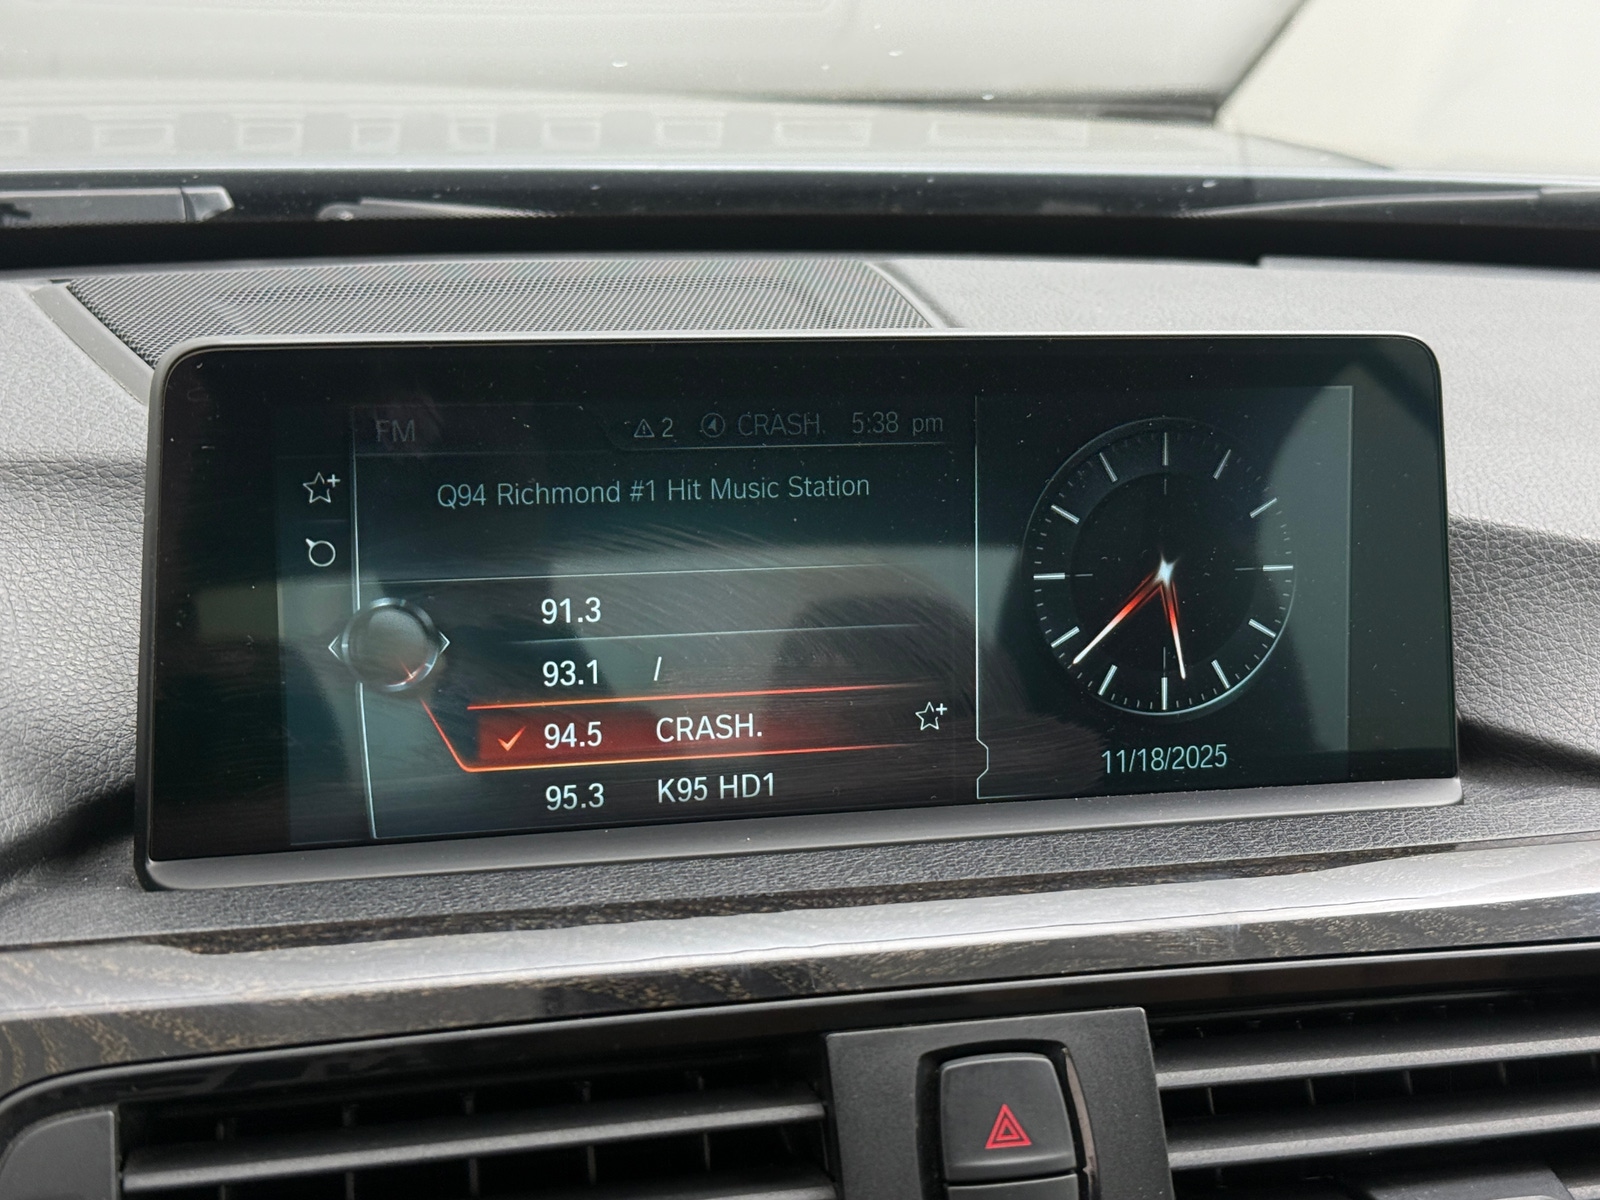 FM 2 CRASH. 5:38 pm
Q94 Richmond #1 Hit Music Station
91.3
93.1 /
94.5 CRASH.
95.3 K95 HD1
11/18/2025